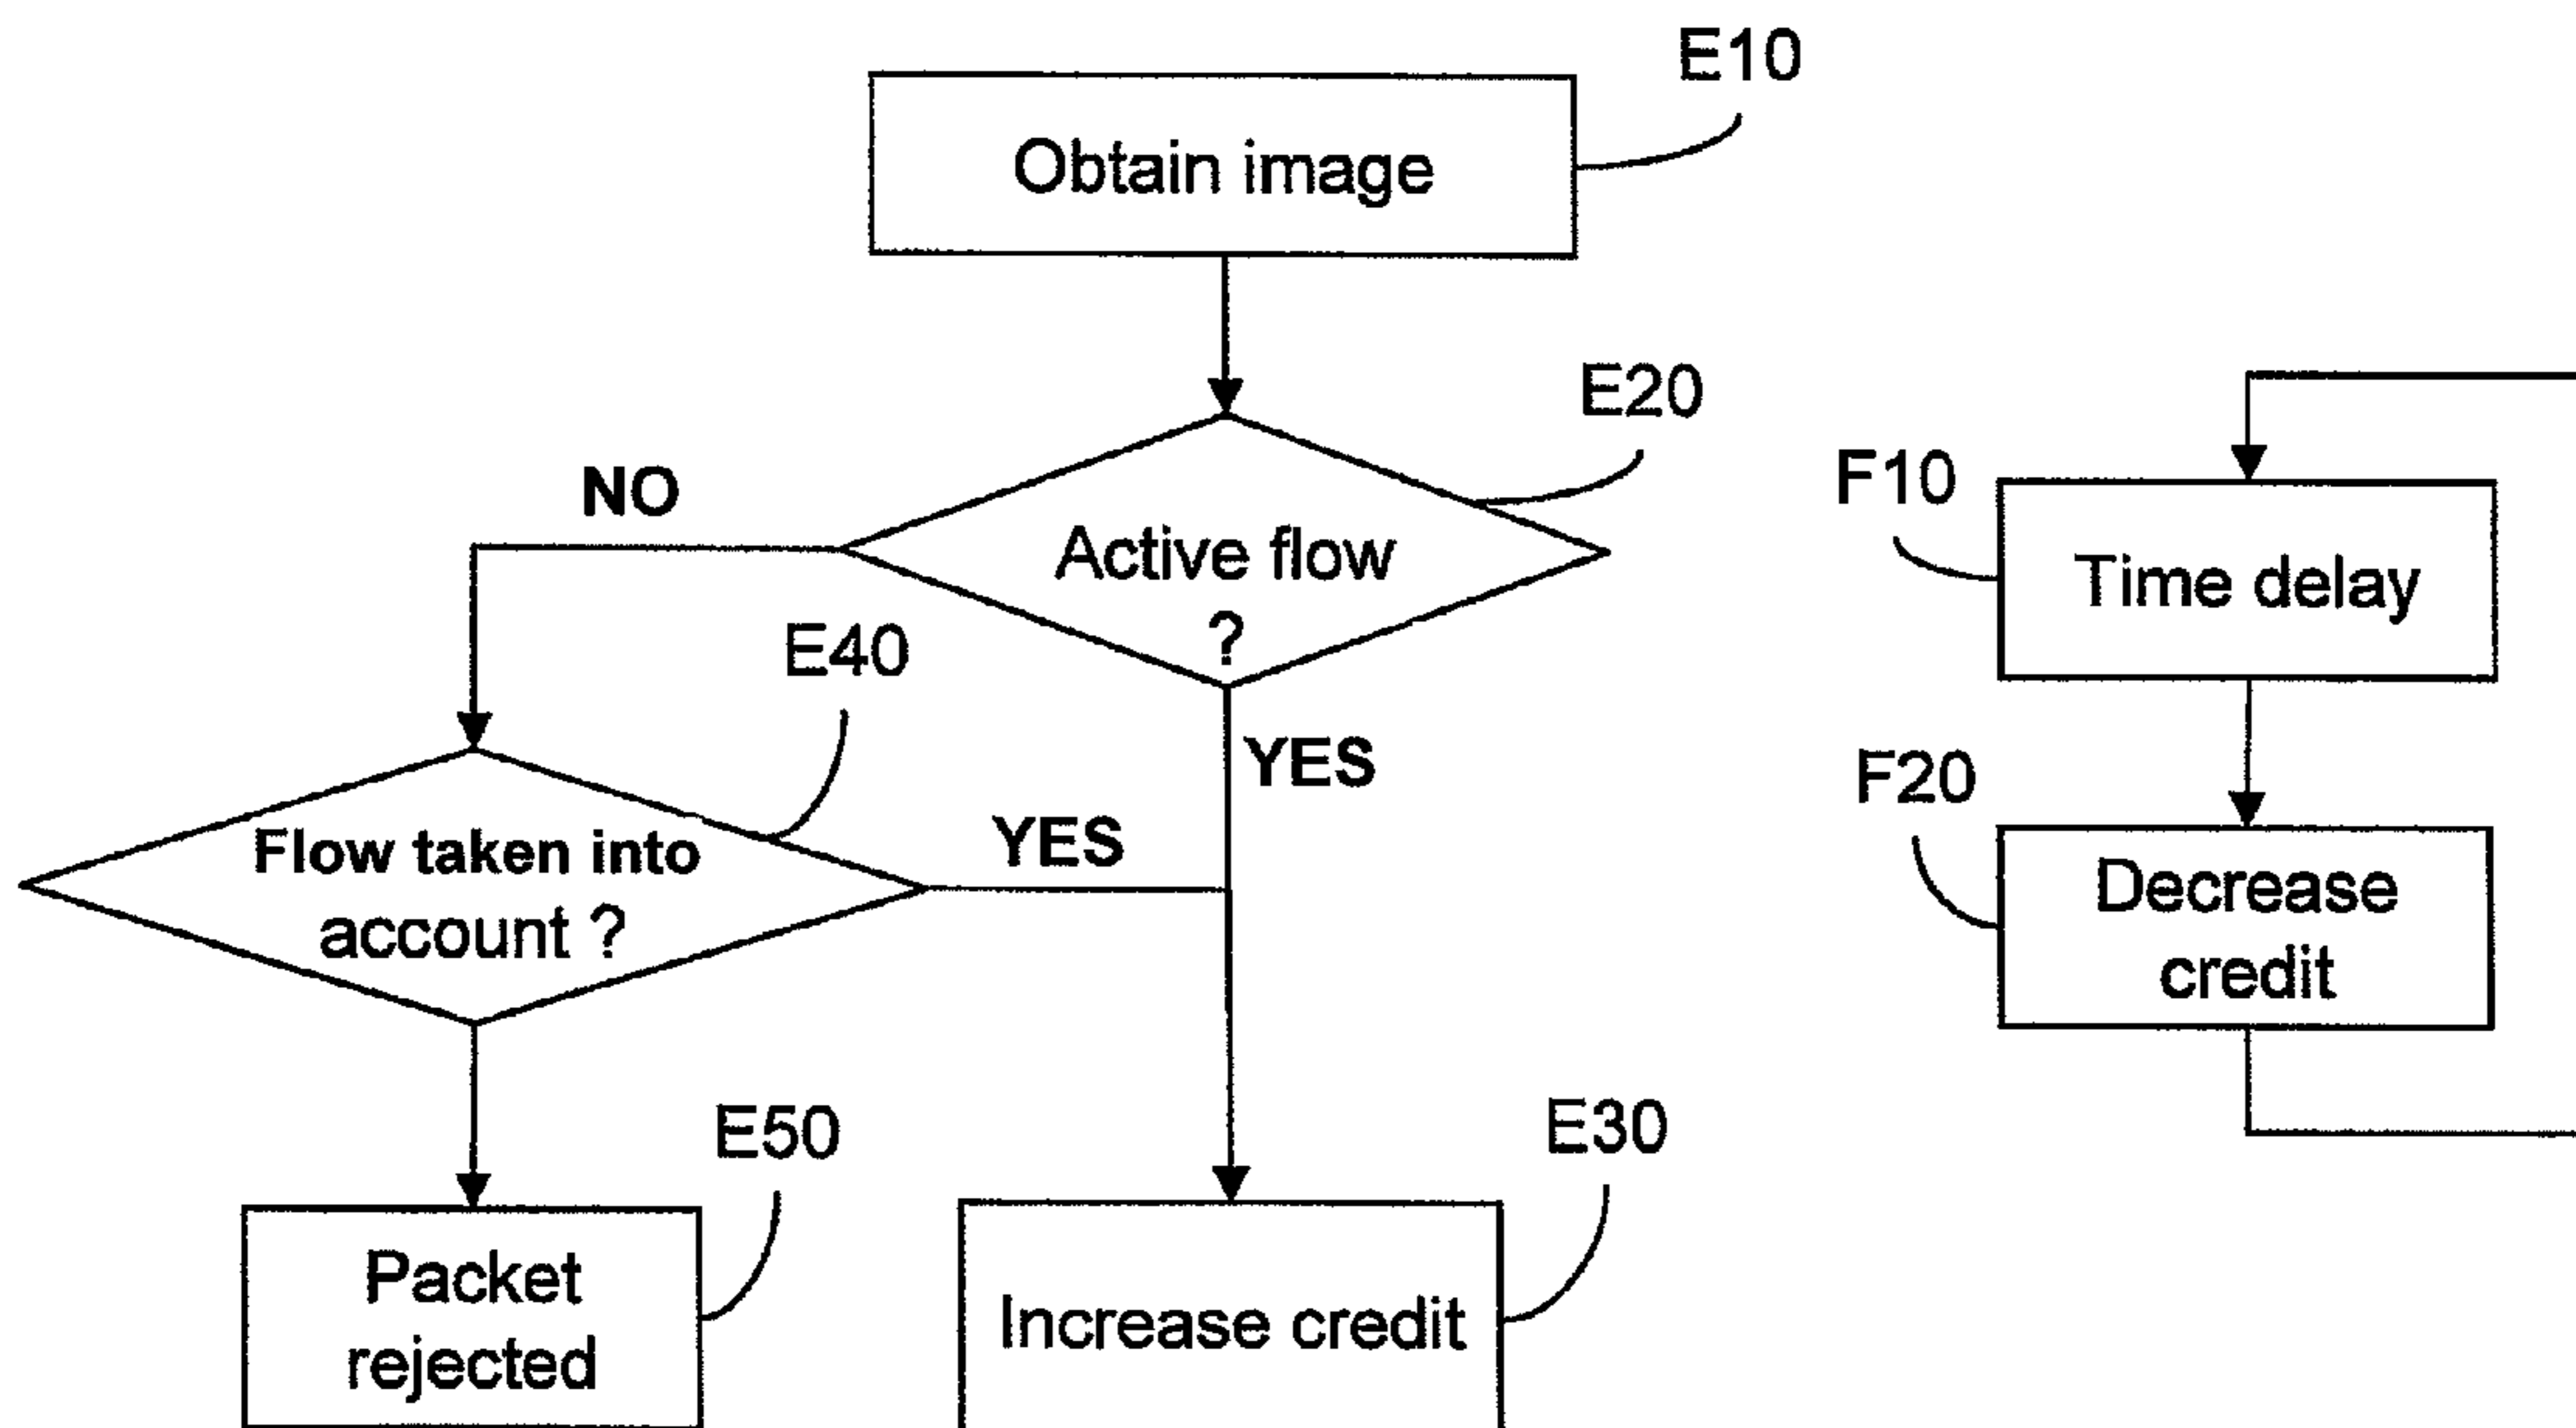 E10
Obtain image
E20
NO
Active flow
?
F10
Time delay
E40
YES
F20
Flow taken into
account ?
YES
Decrease
credit
E50
E30
Packet
rejected
Increase credit